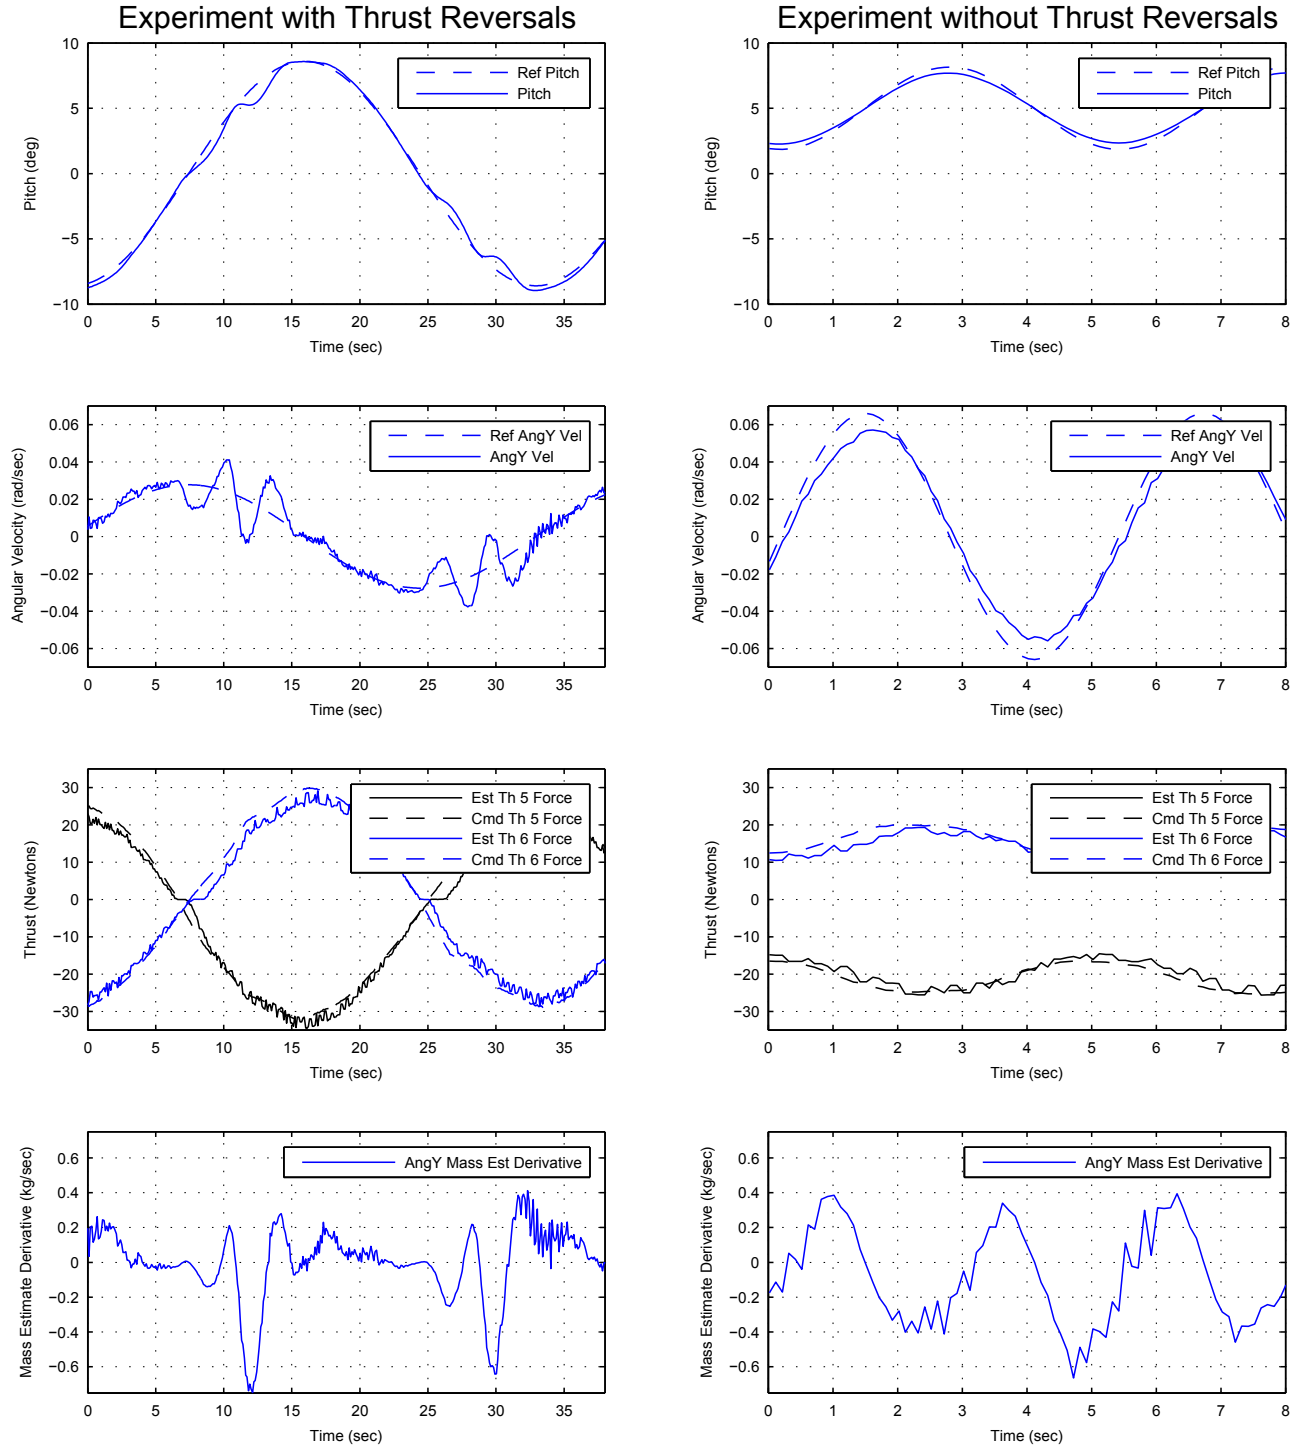 Experiment with Thrust Reversals
Experiment without Thrust Reversals
10
5
0
−5
−10
Pitch (deg)
Ref Pitch
Pitch
0 5 10 15 20 25 30 35
Time (sec)
10
5
0
−5
−10
Pitch (deg)
Ref Pitch
Pitch
0 1 2 3 4 5 6 7 8
Time (sec)
0.06
0.04
0.02
0
−0.02
−0.04
−0.06
Angular Velocity (rad/sec)
Ref AngY Vel
AngY Vel
0 5 10 15 20 25 30 35
Time (sec)
0.06
0.04
0.02
0
−0.02
−0.04
−0.06
Angular Velocity (rad/sec)
Ref AngY Vel
AngY Vel
0 1 2 3 4 5 6 7 8
Time (sec)
30
20
10
0
−10
−20
−30
Thrust (Newtons)
Est Th 5 Force
Cmd Th 5 Force
Est Th 6 Force
Cmd Th 6 Force
0 5 10 15 20 25 30 35
Time (sec)
30
20
10
0
−10
−20
−30
Thrust (Newtons)
Est Th 5 Force
Cmd Th 5 Force
Est Th 6 Force
Cmd Th 6 Force
0 1 2 3 4 5 6 7 8
Time (sec)
0.6
0.4
0.2
0
−0.2
−0.4
−0.6
Mass Estimate Derivative (kg/sec)
AngY Mass Est Derivative
0 5 10 15 20 25 30 35
Time (sec)
0.6
0.4
0.2
0
−0.2
−0.4
−0.6
Mass Estimate Derivative (kg/sec)
AngY Mass Est Derivative
0 1 2 3 4 5 6 7 8
Time (sec)